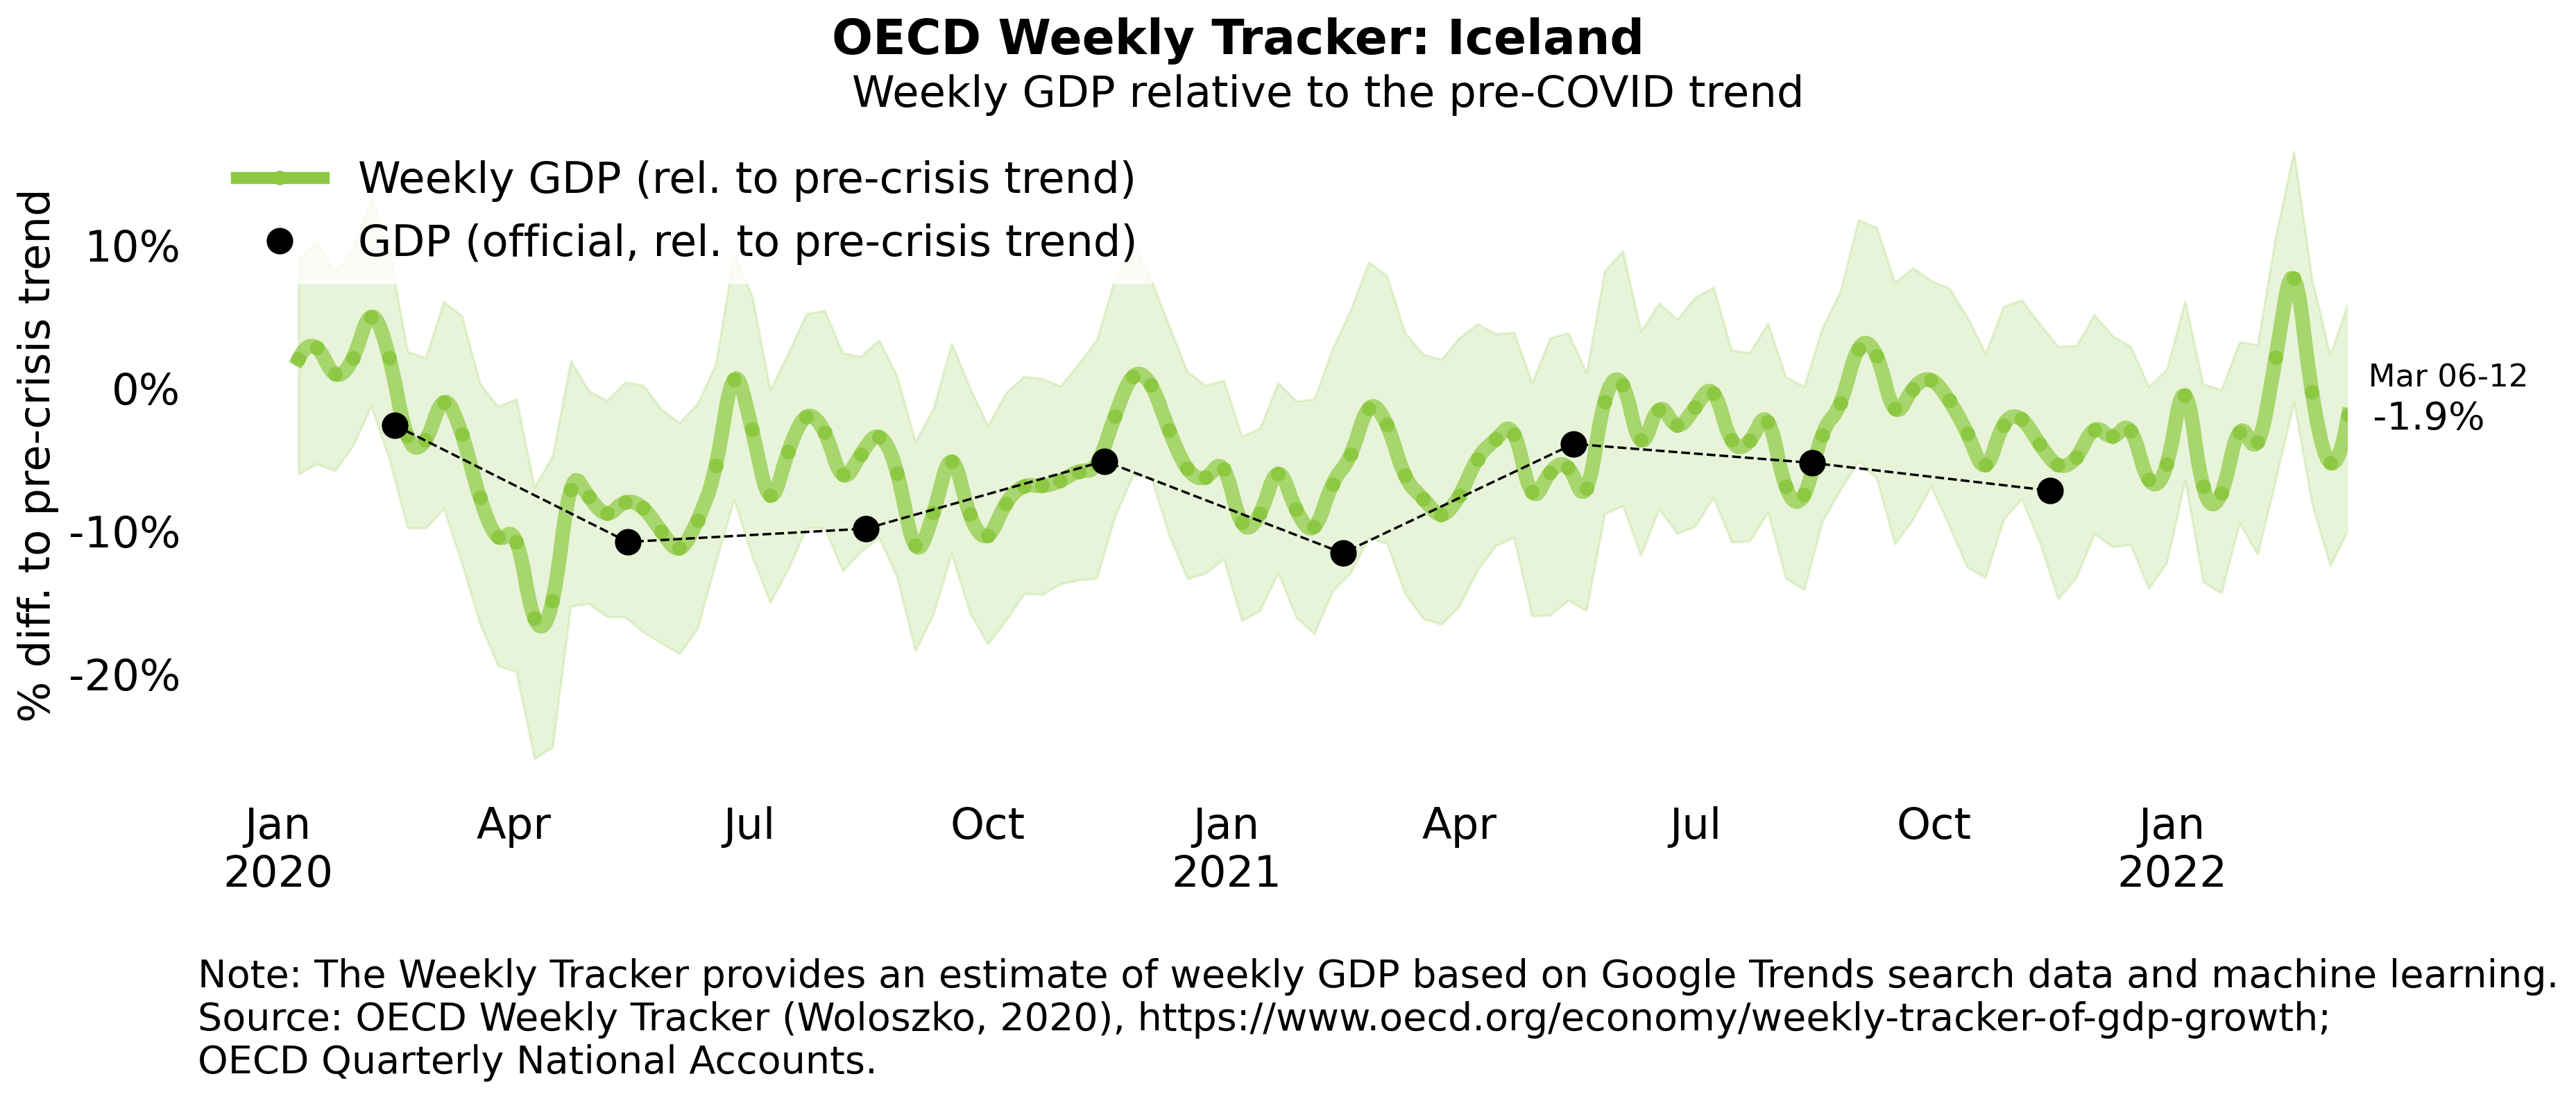 OECD Weekly Tracker: Iceland
Weekly GDP relative to the pre-COVID trend
Weekly GDP (rel. to pre-crisis trend)
GDP (official, rel. to pre-crisis trend)
% diff. to pre-crisis trend
10%
0%
-10%
-20%
Mar 06-12
-1.9%
Jan Apr Jul Oct Jan Apr Jul Oct Jan
2020 2021 2022
Note: The Weekly Tracker provides an estimate of weekly GDP based on Google Trends search data and machine learning.
Source: OECD Weekly Tracker (Woloszko, 2020), https://www.oecd.org/economy/weekly-tracker-of-gdp-growth;
OECD Quarterly National Accounts.